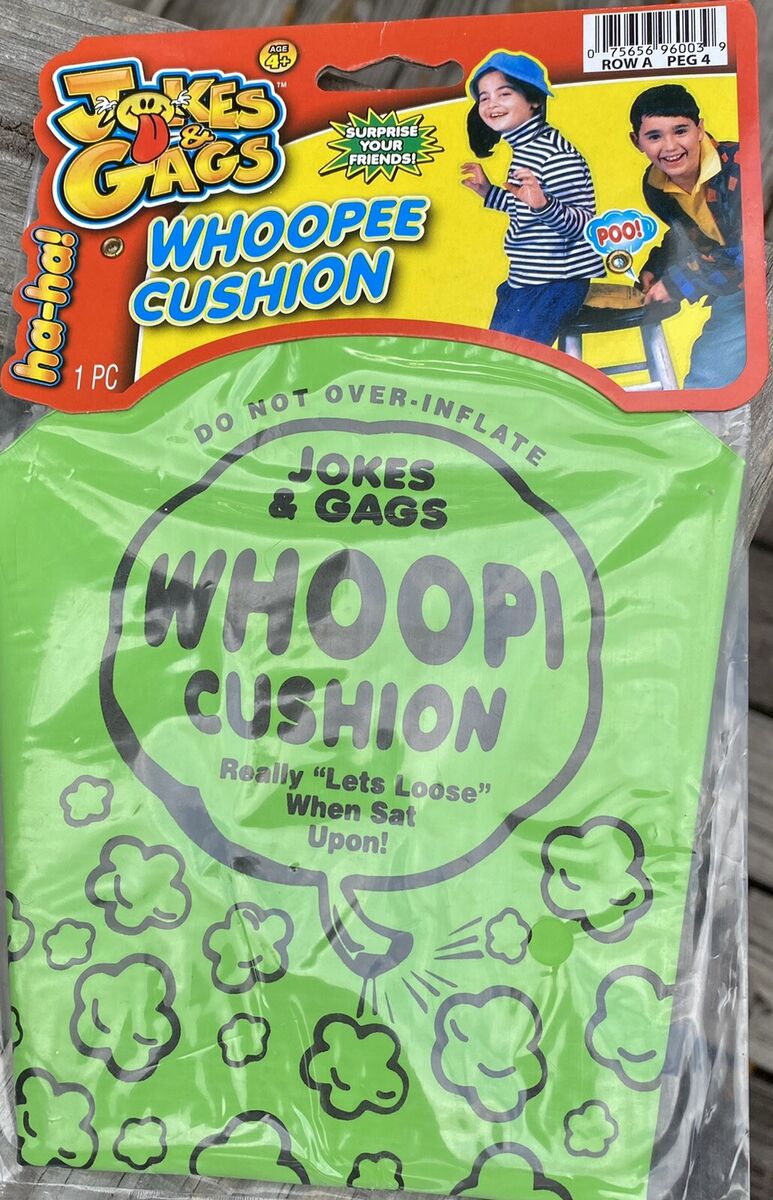 AGE
4+
0 75656 96003 9
ROW A PEG 4
JOKES™
&
GAGS
SURPRISE
YOUR
FRIENDS!
WHOOPEE
CUSHION
POO!
ha-ha!
1 PC
DO NOT OVER-INFLATE
JOKES
& GAGS
WHOOPI
CUSHION
Really “Lets Loose”
When Sat
Upon!